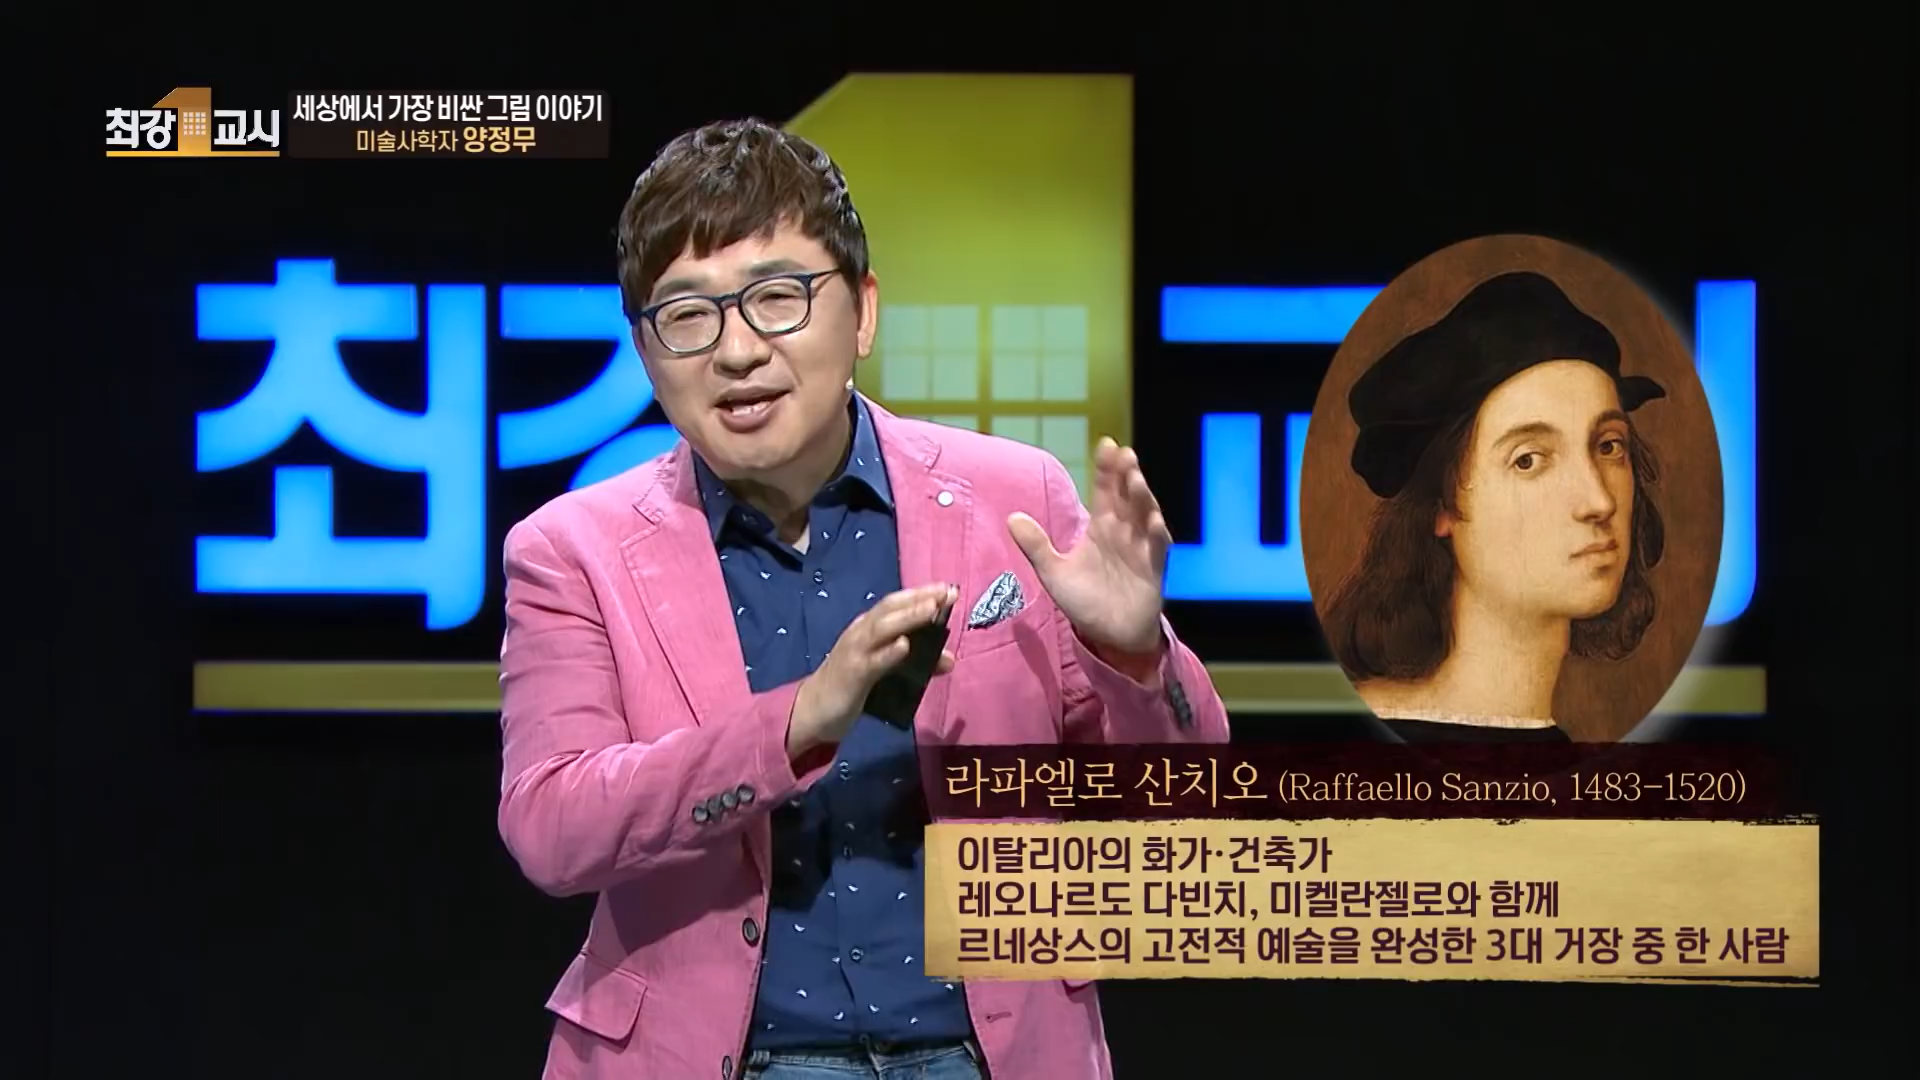 최강1교시
세상에서 가장 비싼 그림 이야기
미술사학자 양정무
최강1교시
라파엘로 산치오 (Raffaello Sanzio, 1483-1520)
이탈리아의 화가·건축가
레오나르도 다빈치, 미켈란젤로와 함께
르네상스의 고전적 예술을 완성한 3대 거장 중 한 사람